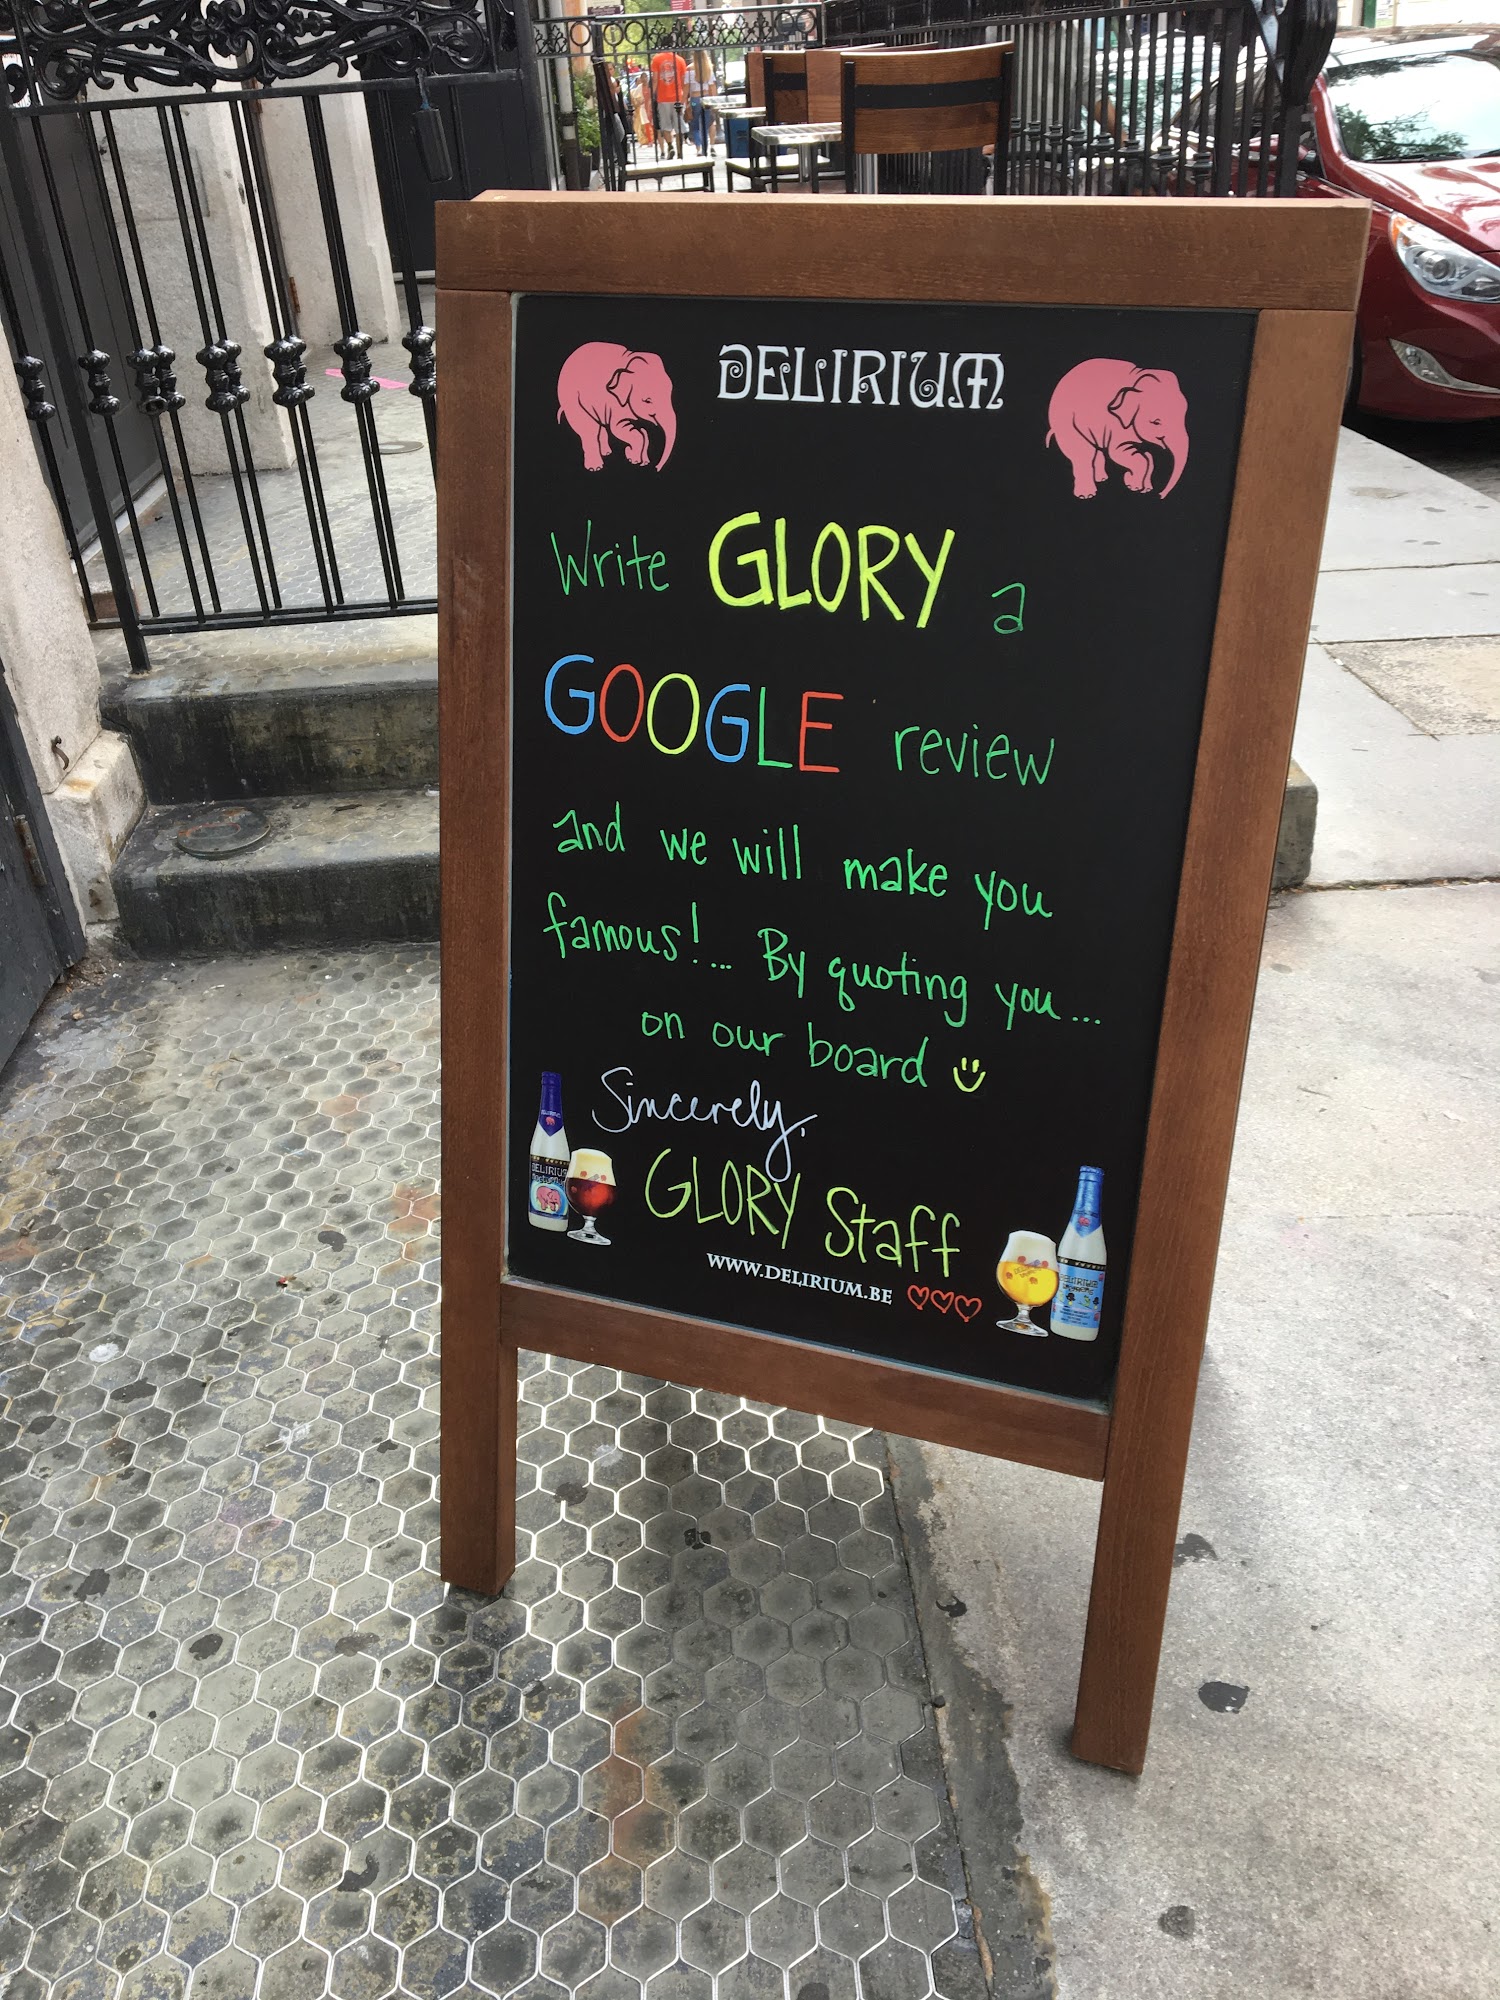 DELIRIUM
Write GLORY a
GOOGLE review
and we will make you
famous!... By quoting you...
on our board
Sincerely,
GLORY Staff
WWW.DELIRIUM.BE
DELIRIUM